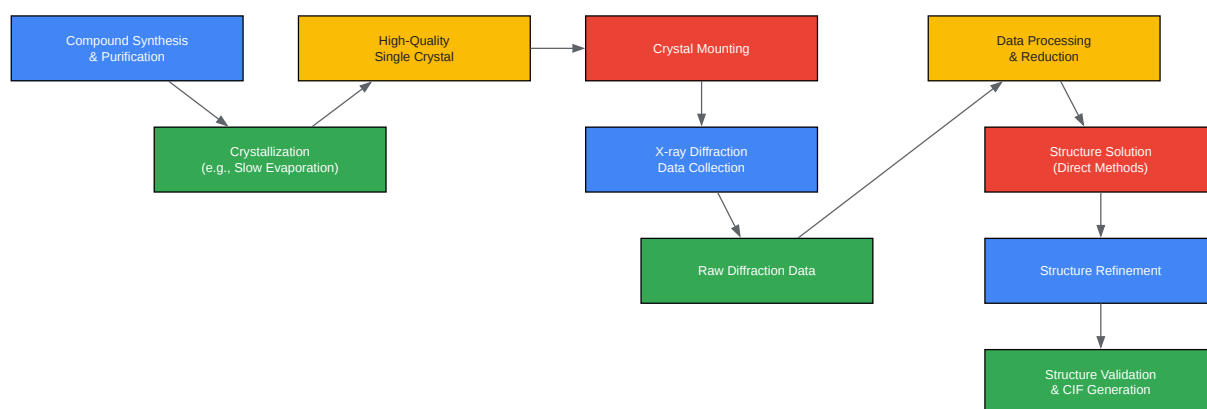 Compound Synthesis
& Purification
Crystallization
(e.g., Slow Evaporation)
High-Quality
Single Crystal
Crystal Mounting
X-ray Diffraction
Data Collection
Raw Diffraction Data
Data Processing
& Reduction
Structure Solution
(Direct Methods)
Structure Refinement
Structure Validation
& CIF Generation